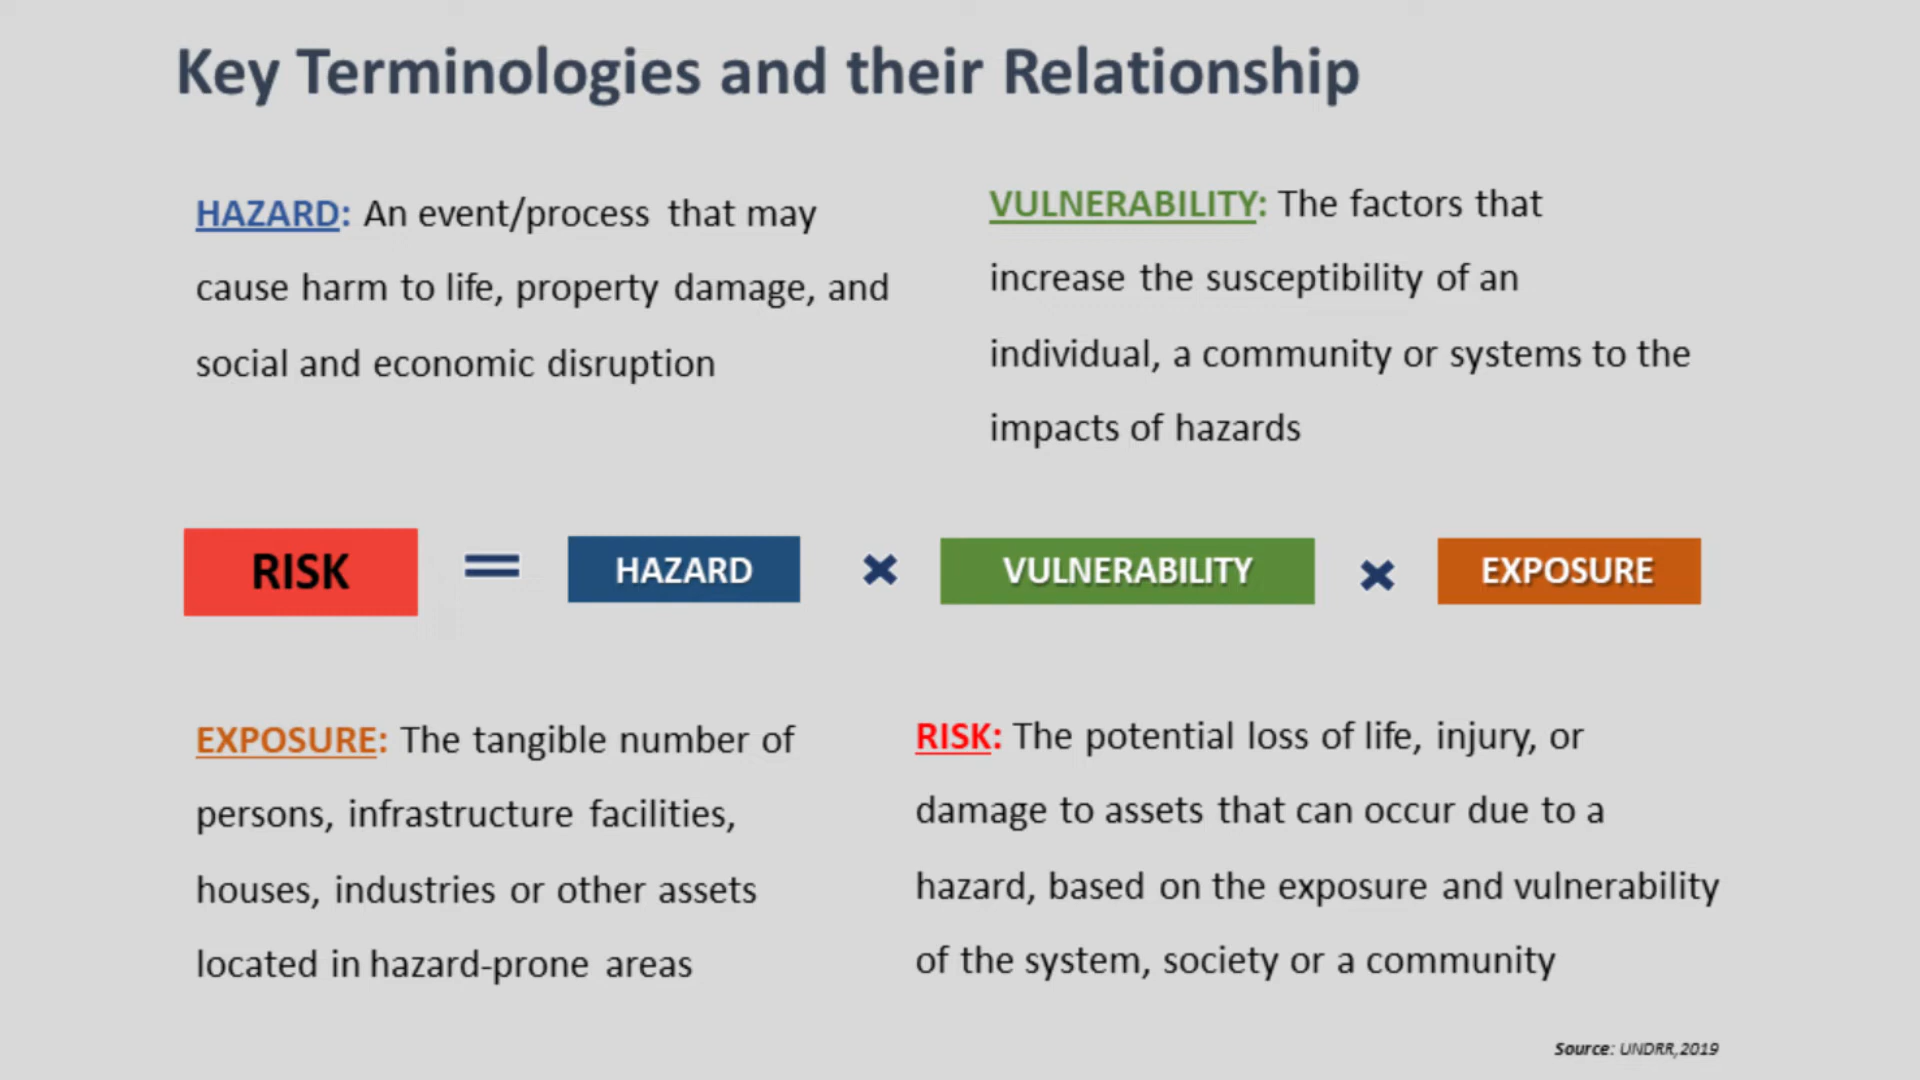 Key Terminologies and their Relationship
HAZARD: An event/process that may
cause harm to life, property damage, and
social and economic disruption
VULNERABILITY: The factors that
increase the susceptibility of an
individual, a community or systems to the
impacts of hazards
RISK = HAZARD × VULNERABILITY × EXPOSURE
EXPOSURE: The tangible number of
persons, infrastructure facilities,
houses, industries or other assets
located in hazard-prone areas
RISK: The potential loss of life, injury, or
damage to assets that can occur due to a
hazard, based on the exposure and vulnerability
of the system, society or a community
Source: UNDRR,2019